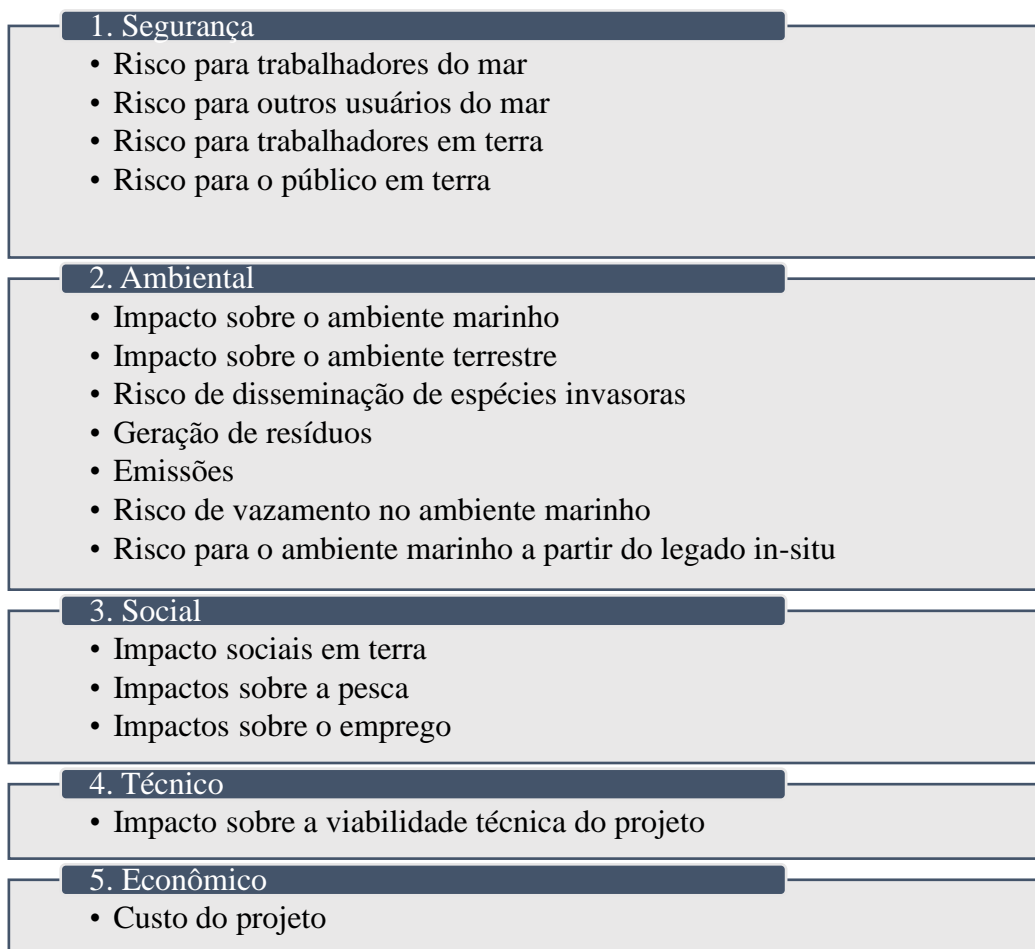 1. Segurança
• Risco para trabalhadores do mar
• Risco para outros usuários do mar
• Risco para trabalhadores em terra
• Risco para o público em terra
2. Ambiental
• Impacto sobre o ambiente marinho
• Impacto sobre o ambiente terrestre
• Risco de disseminação de espécies invasoras
• Geração de resíduos
• Emissões
• Risco de vazamento no ambiente marinho
• Risco para o ambiente marinho a partir do legado in-situ
3. Social
• Impacto sociais em terra
• Impactos sobre a pesca
• Impactos sobre o emprego
4. Técnico
• Impacto sobre a viabilidade técnica do projeto
5. Econômico
• Custo do projeto